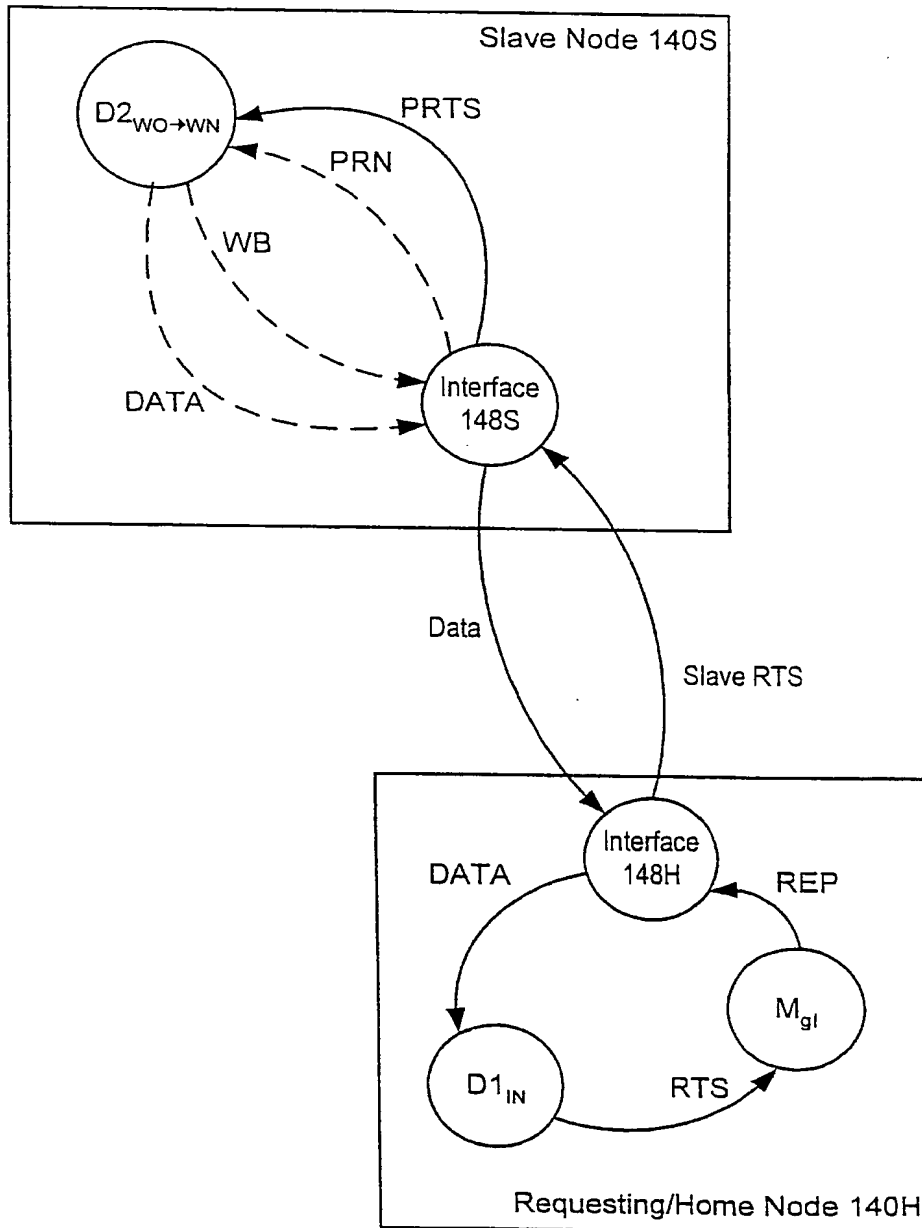 Slave Node 140S
D2WO→WN
PRTS
PRN
WB
DATA
Interface
148S
Data
Slave RTS
Interface
148H
DATA
REP
Mgl
D1IN
RTS
Requesting/Home Node 140H